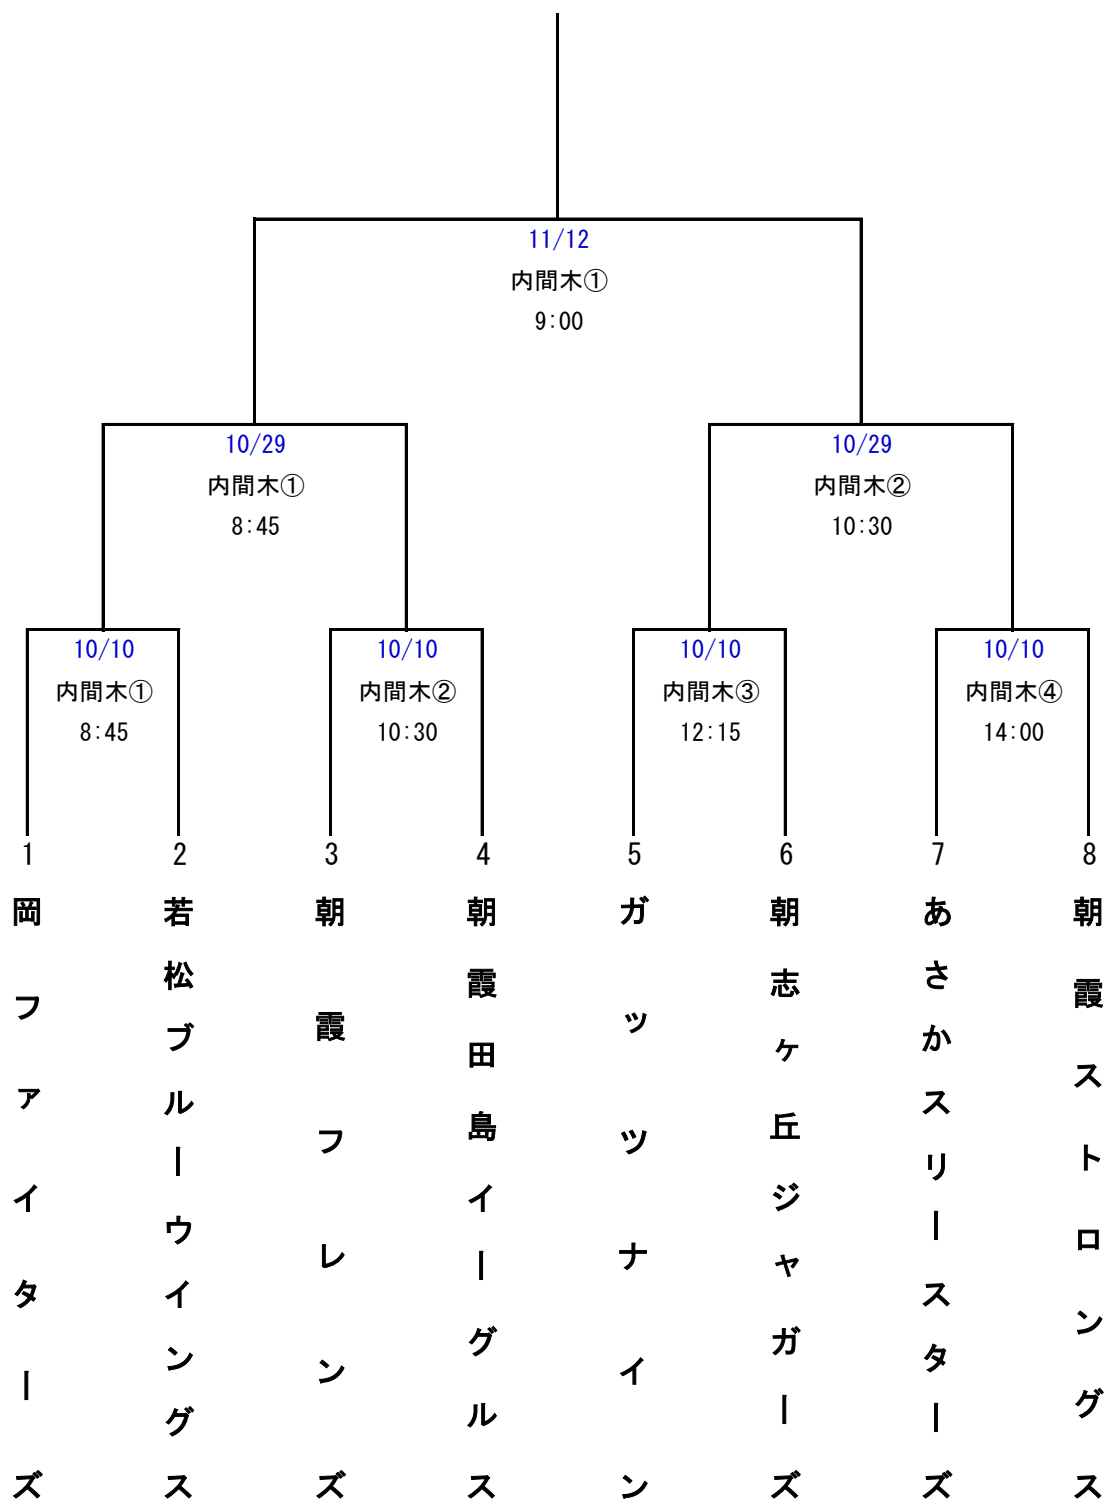 11/12
内間木①
9:00
10/29
内間木①
8:45
10/29
内間木②
10:30
10/10
内間木①
8:45
10/10
内間木②
10:30
10/10
内間木③
12:15
10/10
内間木④
14:00
1
岡ファイターズ
2
若松ブルーウイングス
3
朝霞フレンズ
4
朝霞田島イーグルス
5
ガッツナイン
6
朝志ヶ丘ジャガーズ
7
あさかスリースターズ
8
朝霞ストロングス